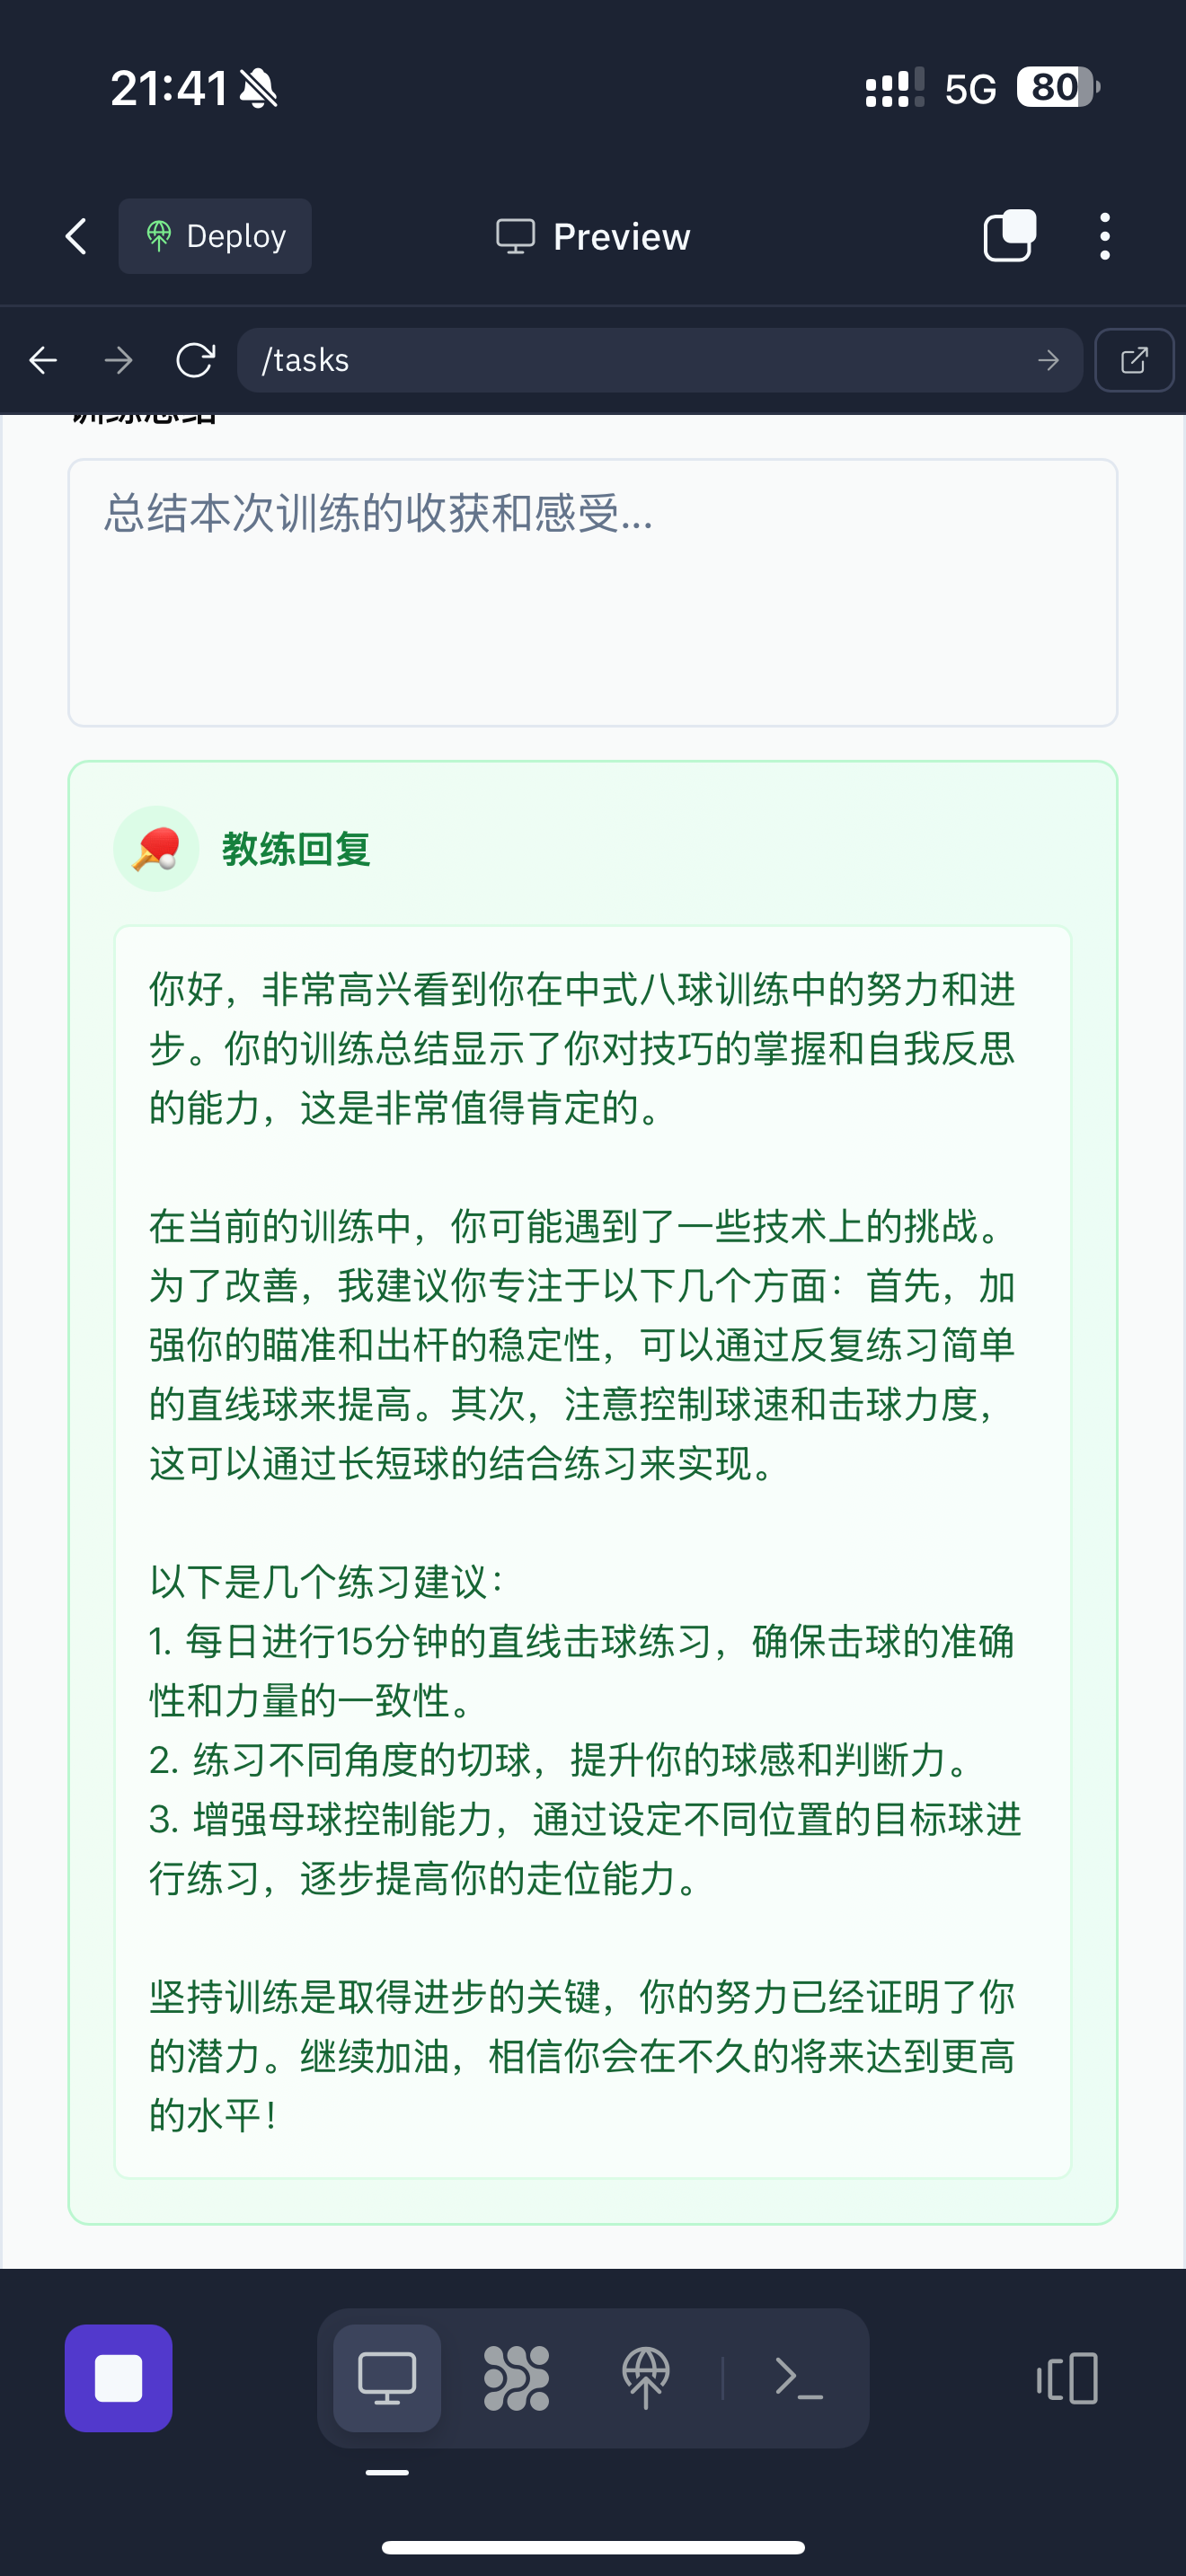 21:41
5G
80
Deploy
Preview
/tasks
训练总结
总结本次训练的收获和感受...
教练回复
你好，非常高兴看到你在中式八球训练中的努力和进
步。你的训练总结显示了你对技巧的掌握和自我反思
的能力，这是非常值得肯定的。
在当前的训练中，你可能遇到了一些技术上的挑战。
为了改善，我建议你专注于以下几个方面：首先，加
强你的瞄准和出杆的稳定性，可以通过反复练习简单
的直线球来提高。其次，注意控制球速和击球力度，
这可以通过长短球的结合练习来实现。
以下是几个练习建议：
1. 每日进行15分钟的直线击球练习，确保击球的准确
性和力量的一致性。
2. 练习不同角度的切球，提升你的球感和判断力。
3. 增强母球控制能力，通过设定不同位置的目标球进
行练习，逐步提高你的走位能力。
坚持训练是取得进步的关键，你的努力已经证明了你
的潜力。继续加油，相信你会在不久的将来达到更高
的水平！